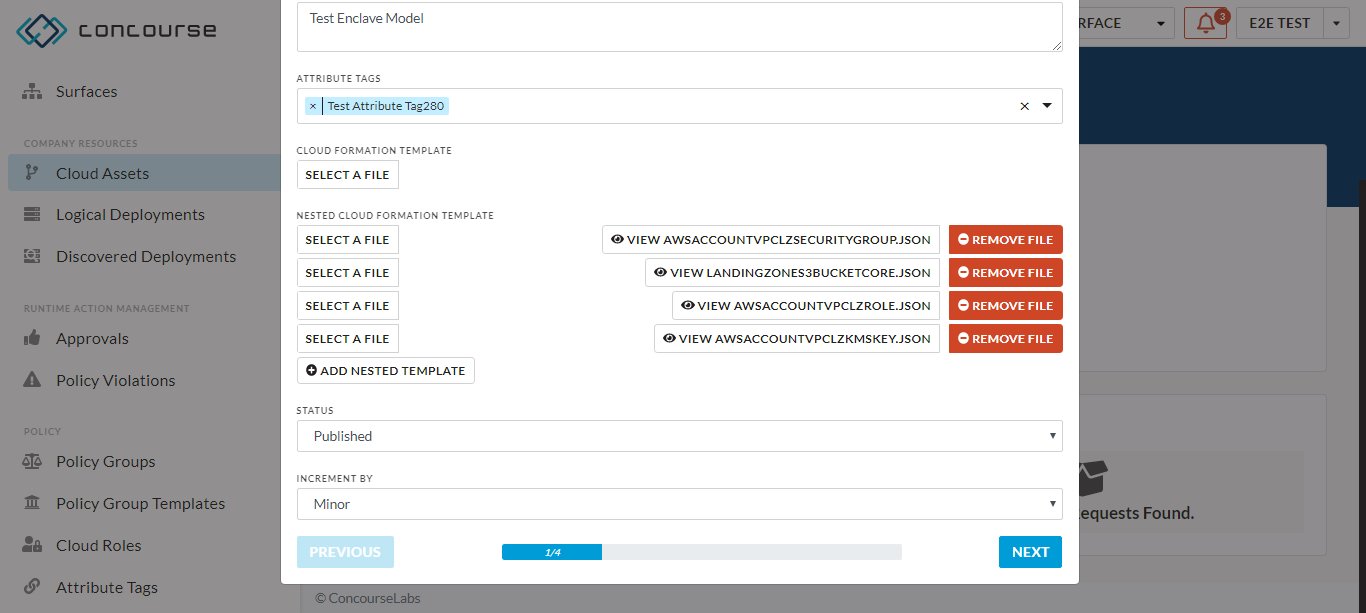 concourse
Surfaces
COMPANY RESOURCES
Cloud Assets
Logical Deployments
Discovered Deployments
RUNTIME ACTION MANAGEMENT
Approvals
Policy Violations
POLICY
Policy Groups
Policy Group Templates
Cloud Roles
Attribute Tags
RFACE
3
E2E TEST
Test Enclave Model
ATTRIBUTE TAGS
× Test Attribute Tag280
CLOUD FORMATION TEMPLATE
SELECT A FILE
NESTED CLOUD FORMATION TEMPLATE
SELECT A FILE VIEW AWSACCOUNTVPCLZSECURITYGROUP.JSON REMOVE FILE
SELECT A FILE VIEW LANDINGZONES3BUCKETCORE.JSON REMOVE FILE
SELECT A FILE VIEW AWSACCOUNTVPCLZROLE.JSON REMOVE FILE
SELECT A FILE VIEW AWSACCOUNTVPCLZKMSKEY.JSON REMOVE FILE
ADD NESTED TEMPLATE
STATUS
Published
INCREMENT BY
Minor
PREVIOUS 1/4 NEXT
equests Found.
© ConcourseLabs